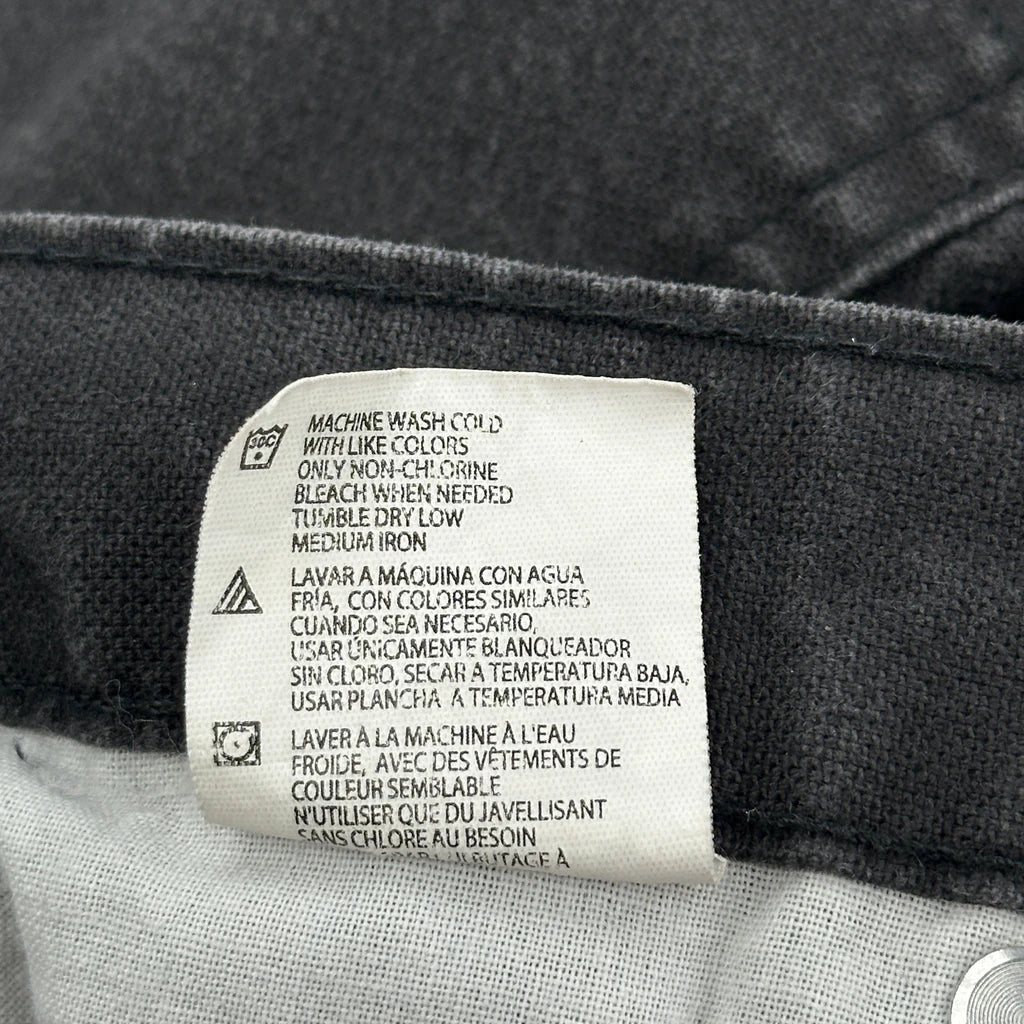 30C
MACHINE WASH COLD
WITH LIKE COLORS
ONLY NON-CHLORINE
BLEACH WHEN NEEDED
TUMBLE DRY LOW
MEDIUM IRON
LAVAR A MÁQUINA CON AGUA
FRÍA, CON COLORES SIMILARES
CUANDO SEA NECESARIO,
USAR ÚNICAMENTE BLANQUEADOR
SIN CLORO, SECAR A TEMPERATURA BAJA,
USAR PLANCHA A TEMPERATURA MEDIA
LAVER À LA MACHINE À L'EAU
FROIDE, AVEC DES VÊTEMENTS DE
COULEUR SEMBLABLE
N'UTILISER QUE DU JAVELLISANT
SANS CHLORE AU BESOIN
À